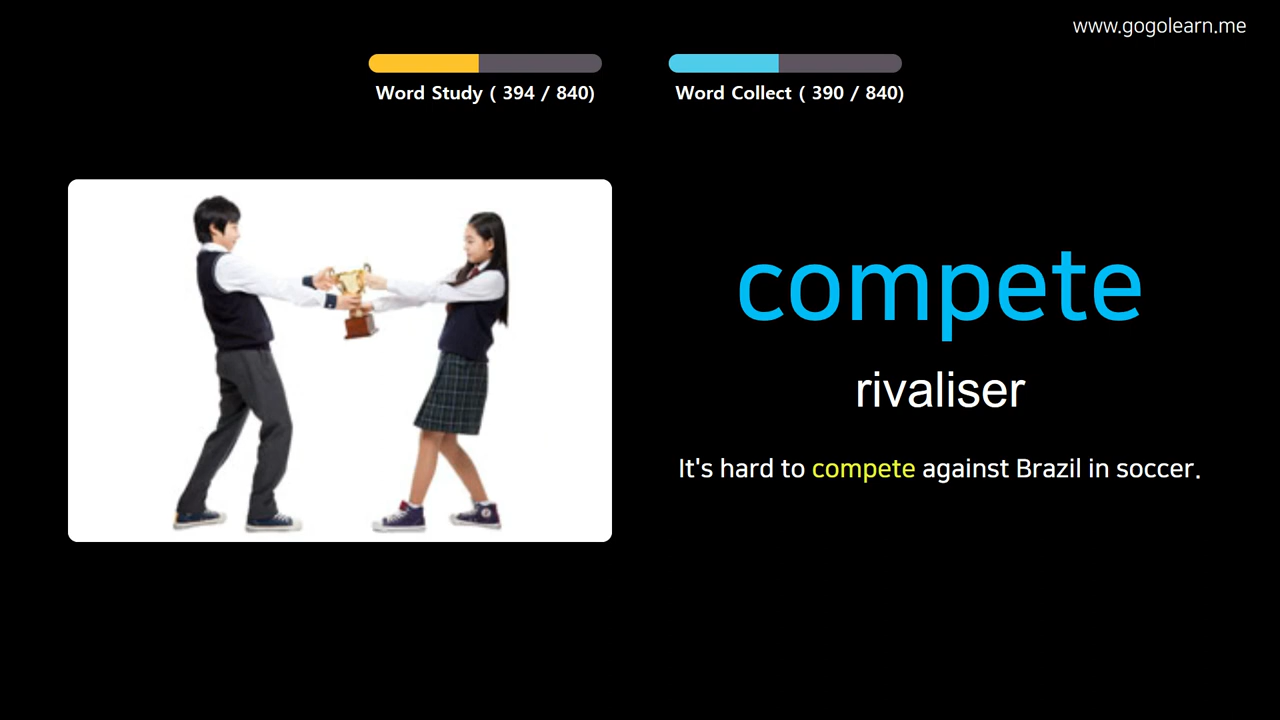 www.gogolearn.me
Word Study ( 394 / 840)
Word Collect ( 390 / 840)
compete
rivaliser
It's hard to compete against Brazil in soccer.